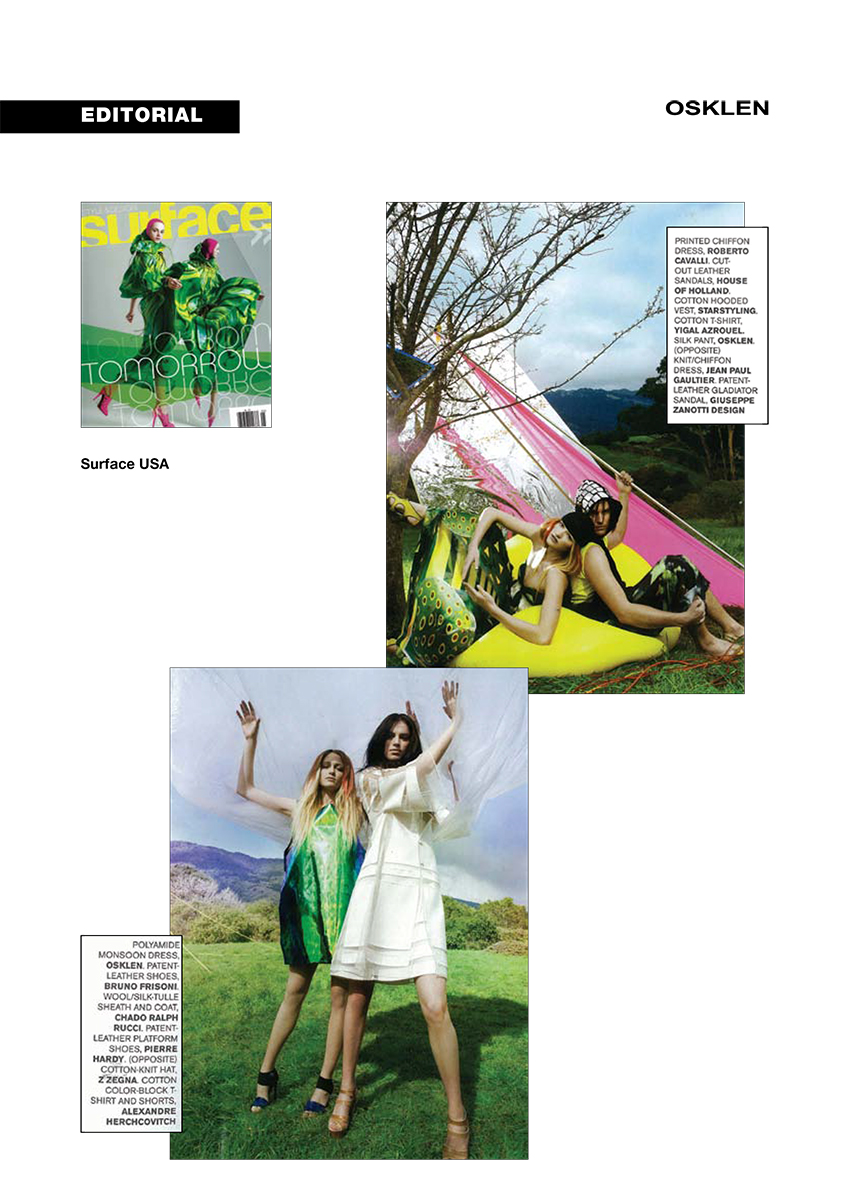 EDITORIAL
OSKLEN
surface
TOMORROW
TOMORROW
TOMORROW
TOMORROW
Surface USA
PRINTED CHIFFON
DRESS, ROBERTO
CAVALLI. CUT-
OUT LEATHER
SANDALS, HOUSE
OF HOLLAND.
COTTON HOODED
VEST, STARSTYLING.
COTTON T-SHIRT,
YIGAL AZROUEL.
SILK PANT, OSKLEN.
(OPPOSITE)
KNIT/CHIFFON
DRESS, JEAN PAUL
GAULTIER. PATENT-
LEATHER GLADIATOR
SANDAL, GIUSEPPE
ZANOTTI DESIGN
POLYAMIDE
MONSOON DRESS,
OSKLEN. PATENT-
LEATHER SHOES,
BRUNO FRISONI.
WOOL/SILK-TULLE
SHEATH AND COAT,
CHADO RALPH
RUCCI. PATENT-
LEATHER PLATFORM
SHOES, PIERRE
HARDY. (OPPOSITE)
COTTON-KNIT HAT,
Z ZEGNA. COTTON
COLOR-BLOCK T-
SHIRT AND SHORTS,
ALEXANDRE
HERCHCOVITCH